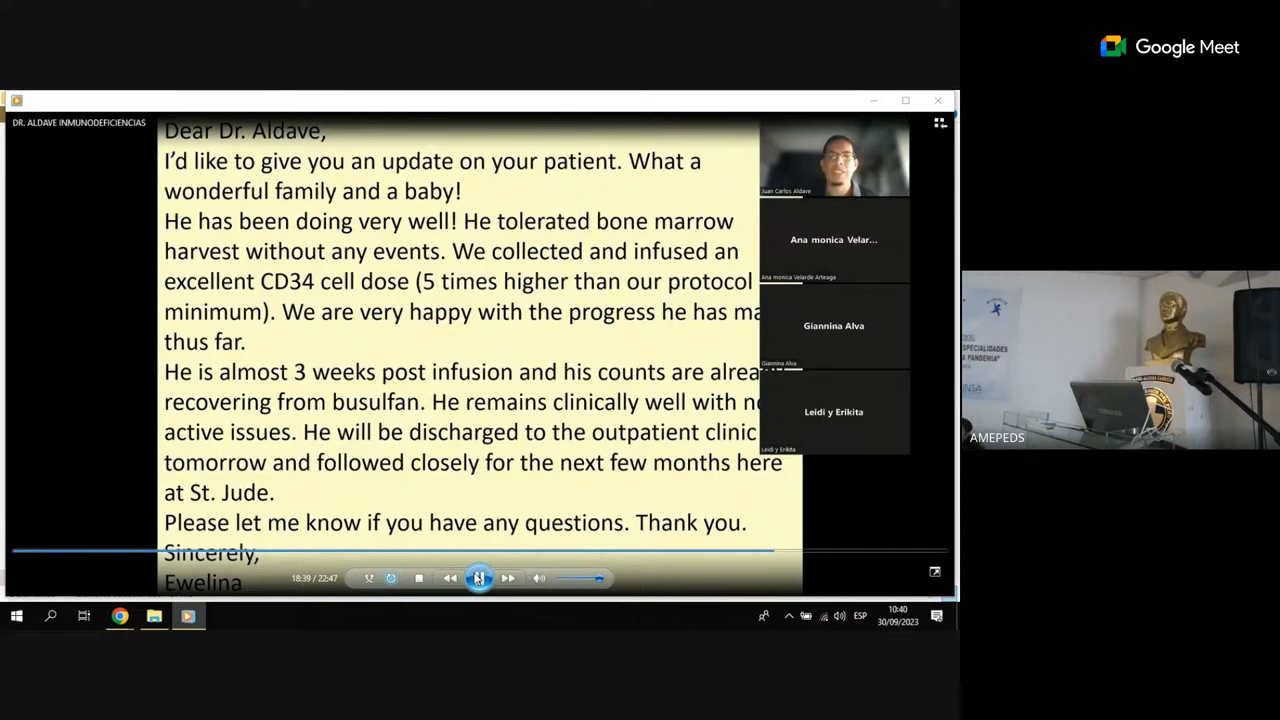 Google Meet
DR. ALDAVE INMUNODEFICIENCIAS
Dear Dr. Aldave,
I'd like to give you an update on your patient. What a
wonderful family and a baby!
He has been doing very well! He tolerated bone marrow
harvest without any events. We collected and infused an
excellent CD34 cell dose (5 times higher than our protocol
minimum). We are very happy with the progress he has ma
thus far.
He is almost 3 weeks post infusion and his counts are alrea
recovering from busulfan. He remains clinically well with no
active issues. He will be discharged to the outpatient clinic
tomorrow and followed closely for the next few months here
at St. Jude.
Please let me know if you have any questions. Thank you.
Sincerely,
Ewelina
Juan Carlos Aldave
Ana monica Velar...
Ana monica Velarde Arteaga
Giannina Alva
Giannina Alva
Leidi y Erikita
Leidi y Erikita
18:39 / 22:47
ESP
10:40
30/09/2023
ESPECIALIDADES
A PANDEMIA"
AMEPEDS